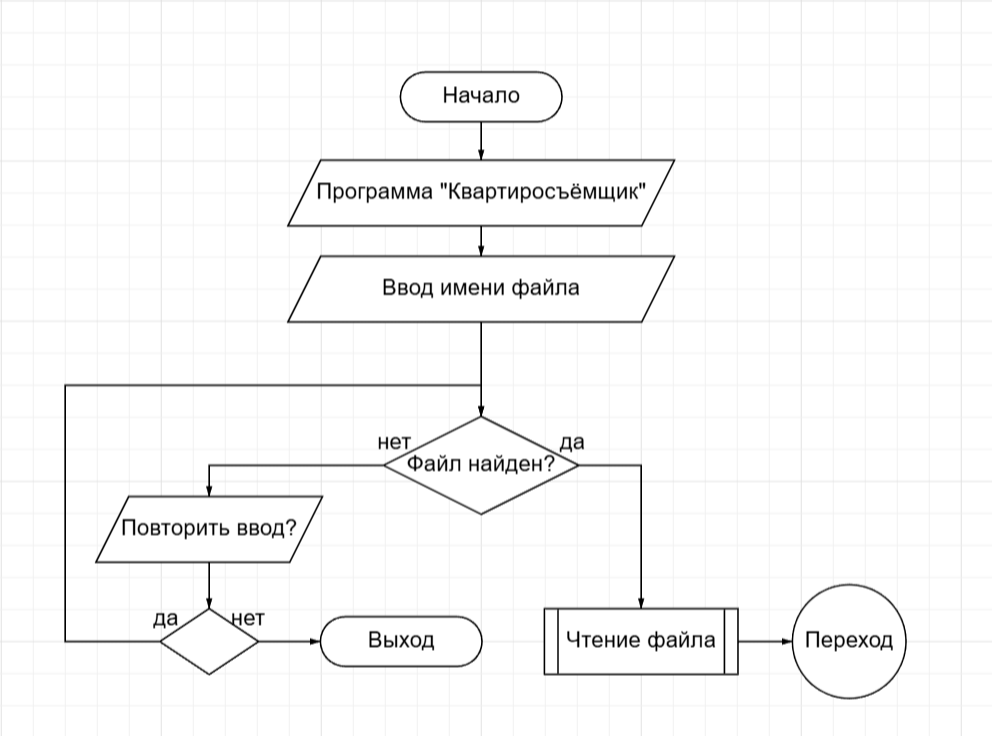 Начало
Программа "Квартиросъёмщик"
Ввод имени файла
нет
да
Файл найден?
Повторить ввод?
да
нет
Выход
Чтение файла
Переход